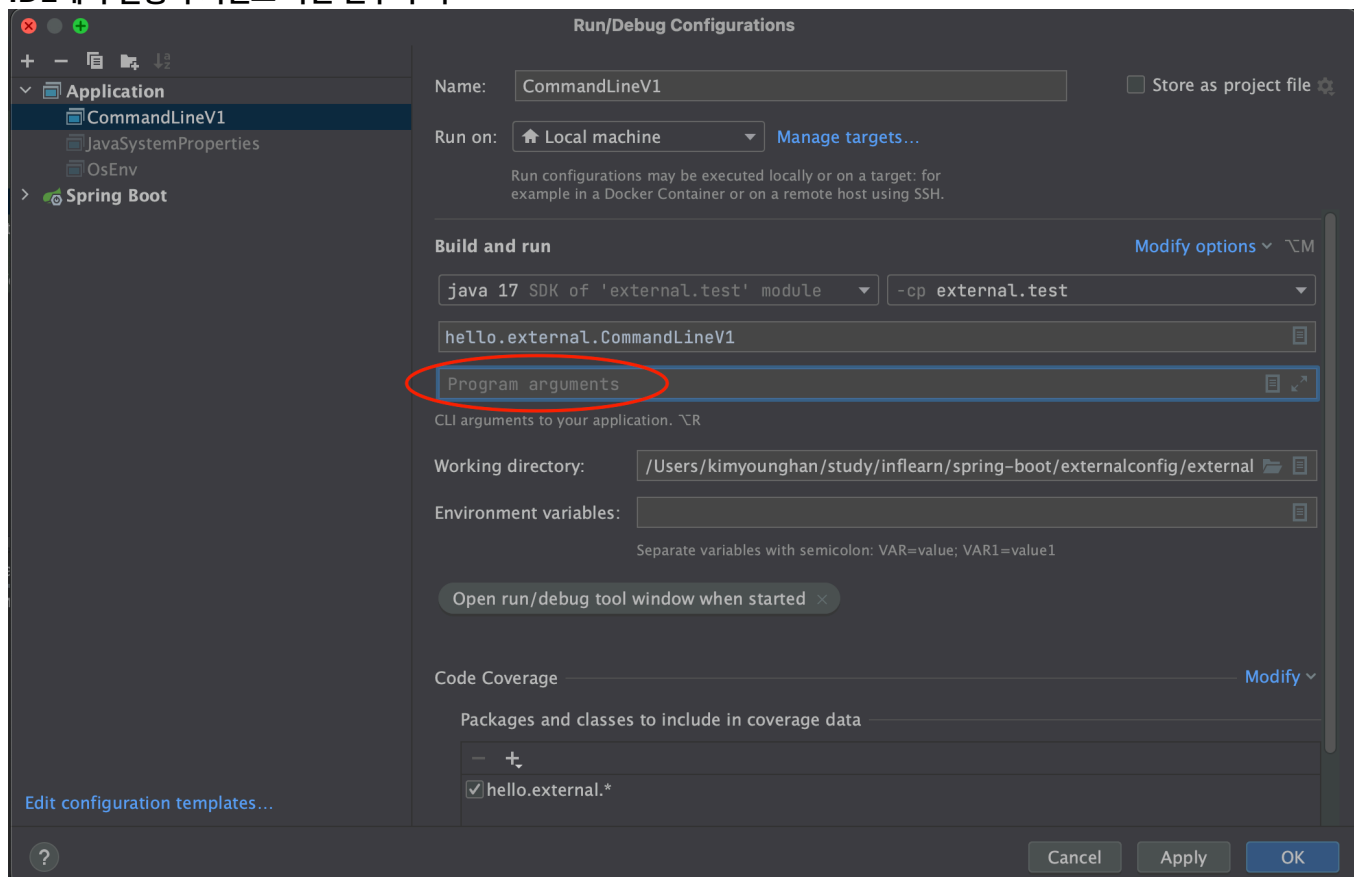 Run/Debug Configurations
Application
CommandLineV1
JavaSystemProperties
OsEnv
Spring Boot
Edit configuration templates...
Name: CommandLineV1 Store as project file
Run on: Local machine Manage targets...
Run configurations may be executed locally or on a target: for
example in a Docker Container or on a remote host using SSH.
Build and run Modify options ⌥M
java 17 SDK of 'external.test' module -cp external.test
hello.external.CommandLineV1
Program arguments
CLI arguments to your application. ⌥R
Working directory: /Users/kimyounghan/study/inflearn/spring-boot/externalconfig/external
Environment variables:
Separate variables with semicolon: VAR=value; VAR1=value1
Open run/debug tool window when started ×
Code Coverage Modify
Packages and classes to include in coverage data
hello.external.*
? Cancel Apply OK